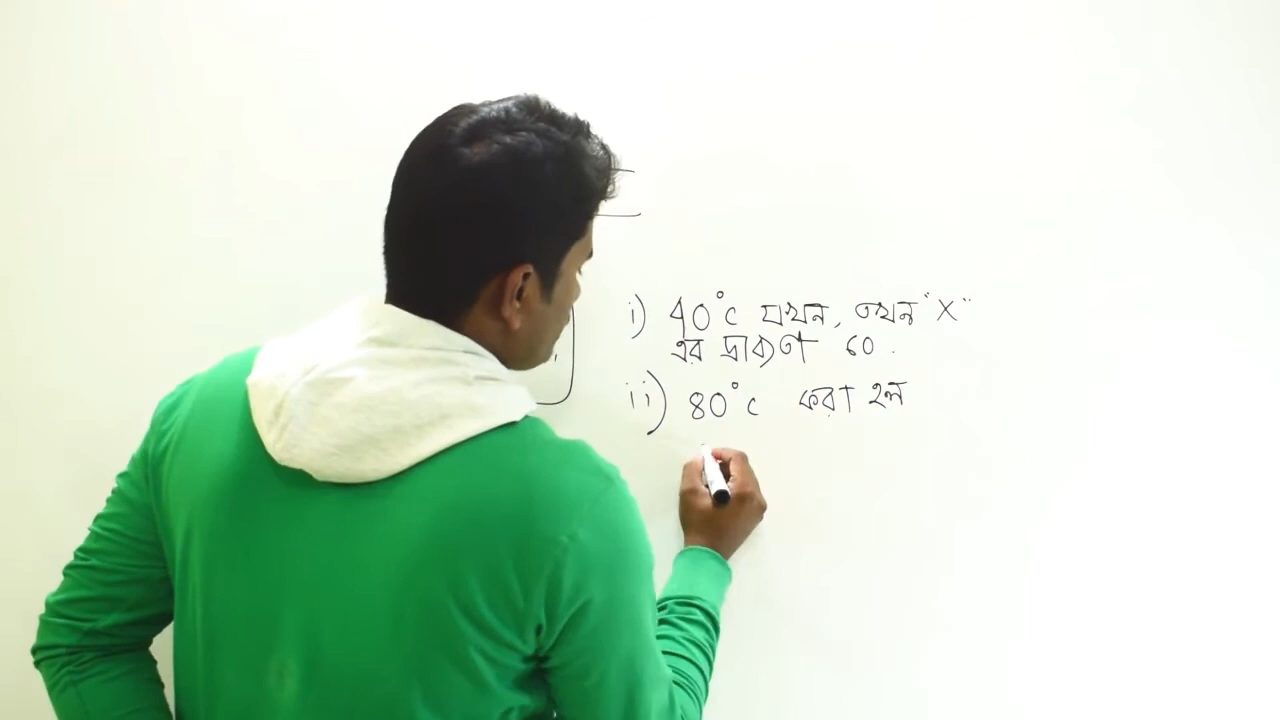 i) 40°c যখন, তখন "X"
এর দ্রাব্যতা 60.
ii) 80°c করা হল